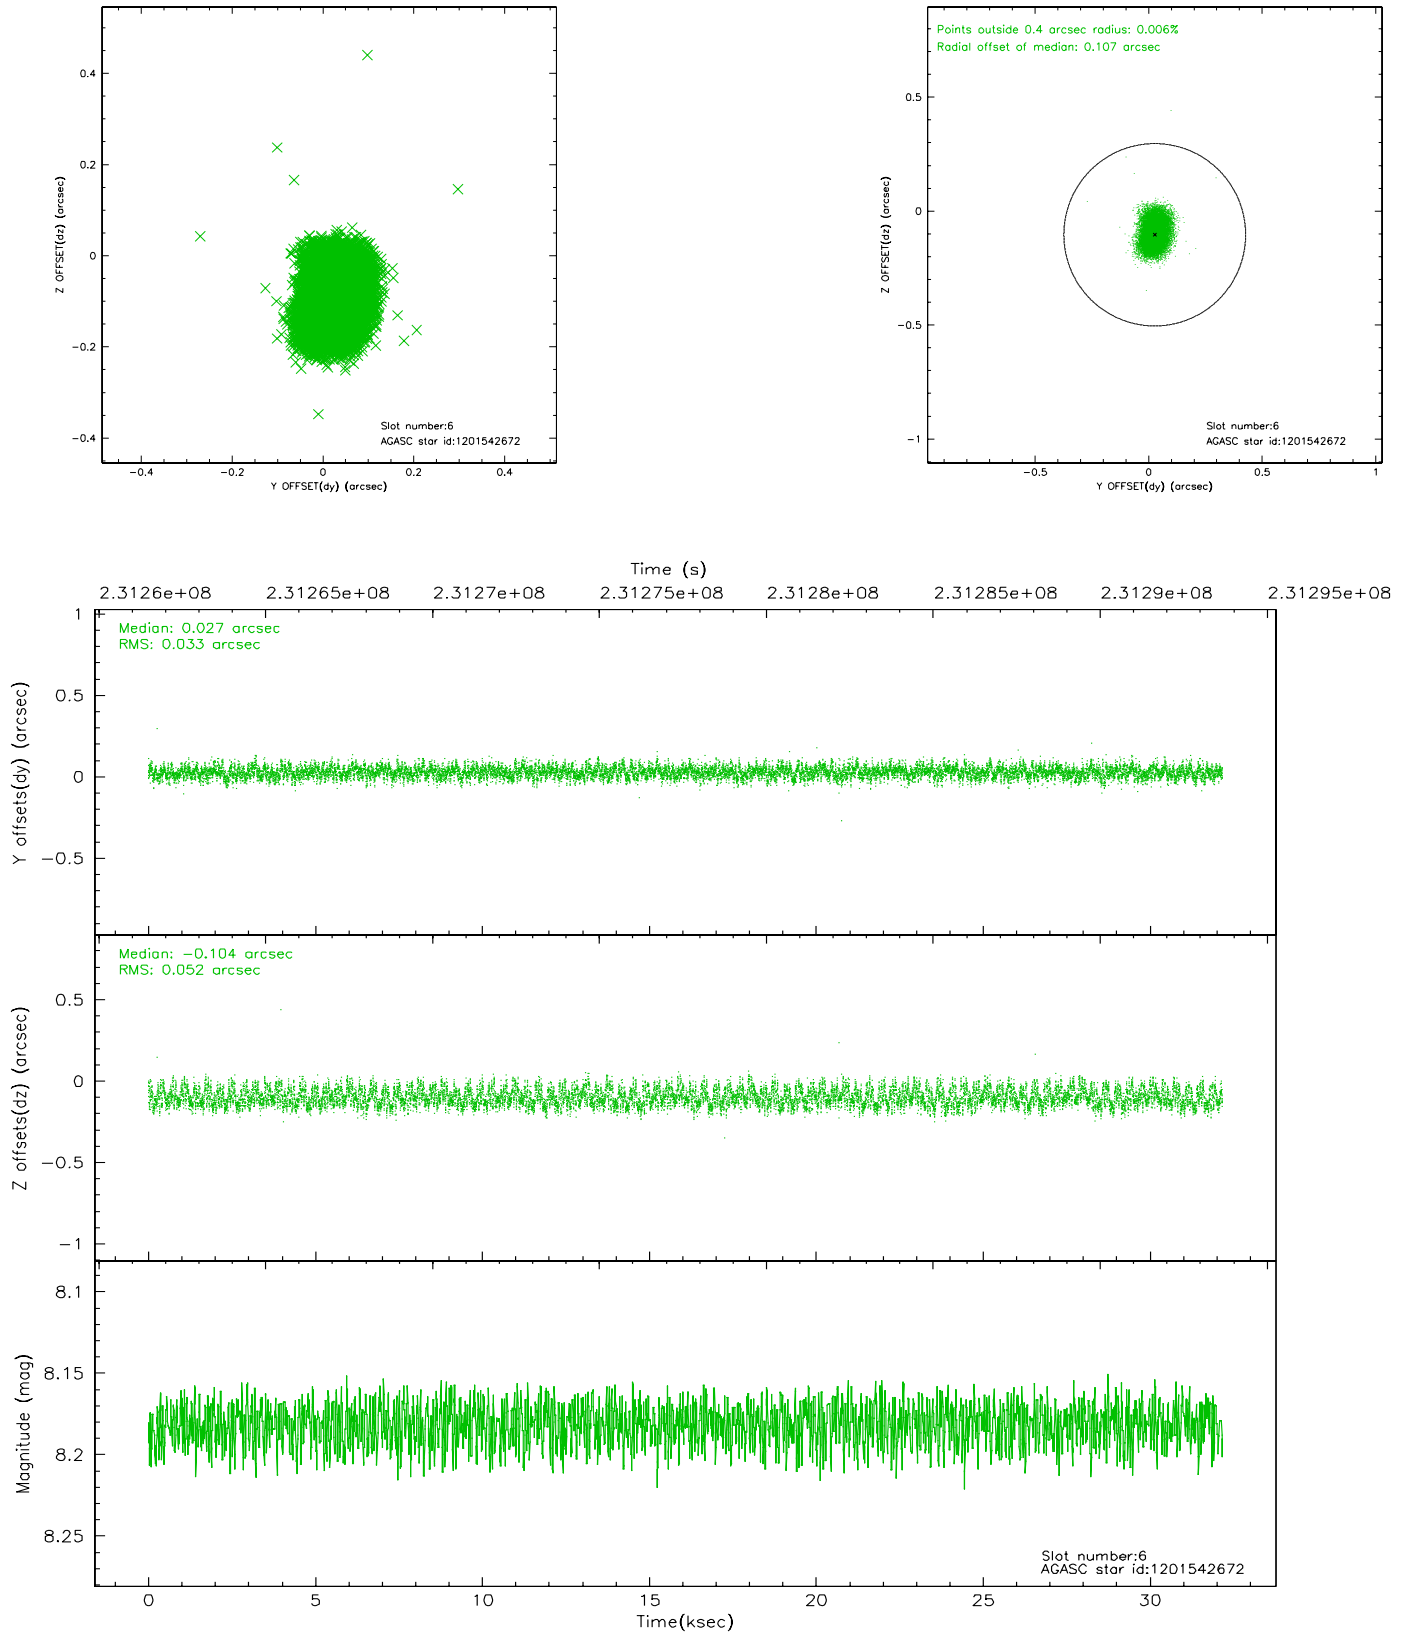 0.4
0.2
0
−0.2
−0.4
Z OFFSET(dz) (arcsec)
Slot number:6
AGASC star id:1201542672
−0.4 −0.2 0 0.2 0.4
Y OFFSET(dy) (arcsec)
Points outside 0.4 arcsec radius: 0.006%
Radial offset of median: 0.107 arcsec
0.5
0
−0.5
−1
Z OFFSET(dz) (arcsec)
Slot number:6
AGASC star id:1201542672
−0.5 0 0.5 1
Y OFFSET(dy) (arcsec)
Time (s)
2.3126e+08 2.31265e+08 2.3127e+08 2.31275e+08 2.3128e+08 2.31285e+08 2.3129e+08 2.31295e+08
Median: 0.027 arcsec
RMS: 0.033 arcsec
1
0.5
0
−0.5
Y offsets(dy) (arcsec)
Median: −0.104 arcsec
RMS: 0.052 arcsec
0.5
0
−0.5
−1
Z offsets(dz) (arcsec)
8.1
8.15
8.2
8.25
Magnitude (mag)
Slot number:6
AGASC star id:1201542672
0 5 10 15 20 25 30
Time(ksec)